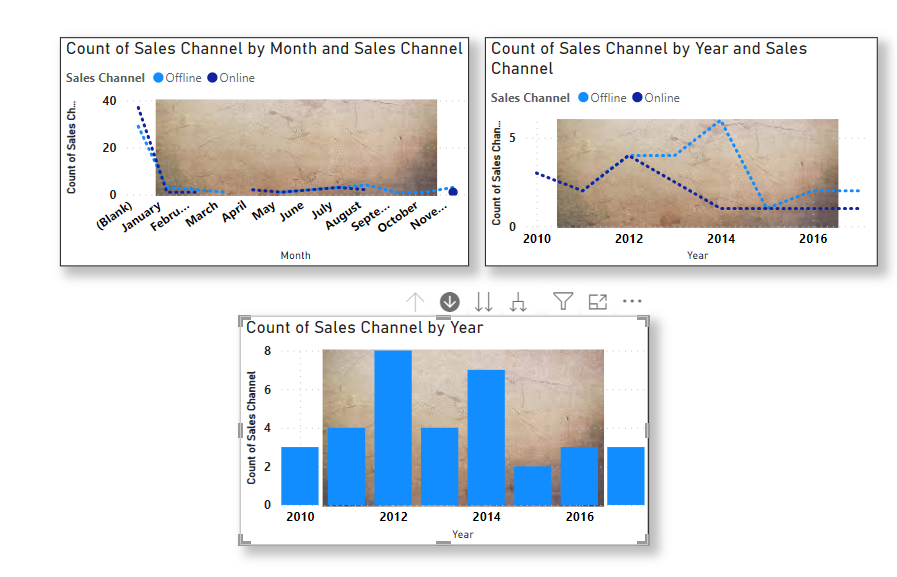 Count of Sales Channel by Month and Sales Channel
Sales Channel Offline Online
Count of Sales Ch...
40
20
0
(Blank) January Febru... March April May June July August Septe... October Nove...
Month
Count of Sales Channel by Year and Sales
Channel
Sales Channel Offline Online
Count of Sales Chan...
5
0
2010 2012 2014 2016
Year
Count of Sales Channel by Year
Count of Sales Channel
8
6
4
2
0
2010 2012 2014 2016
Year